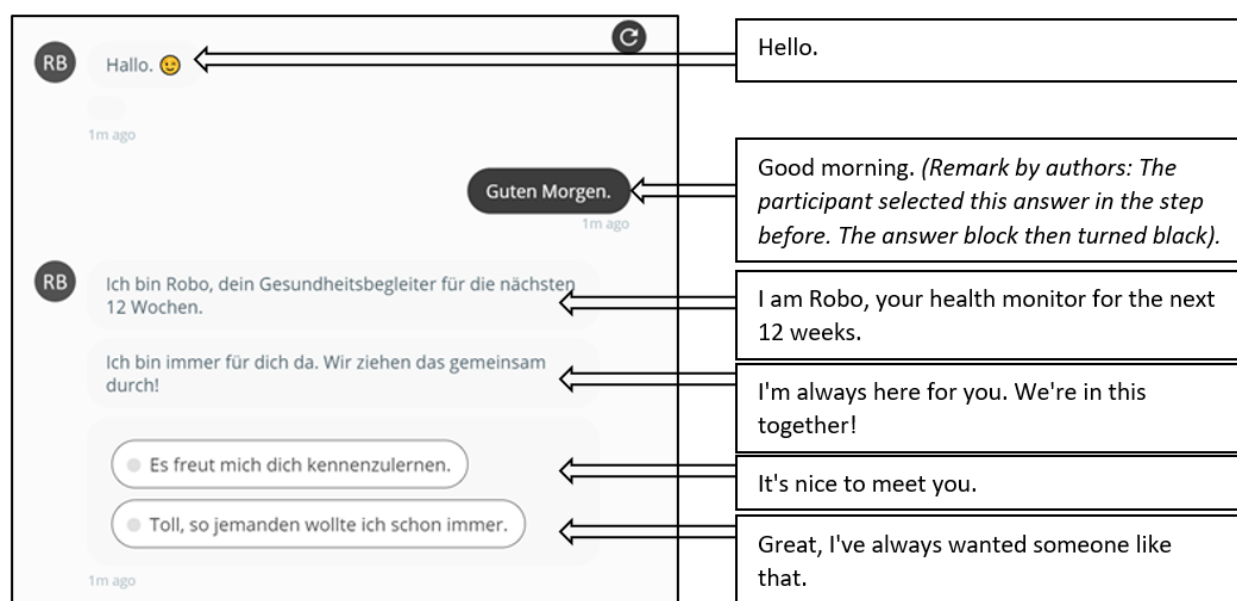 RB
Hallo. 😉
1m ago
Guten Morgen.
1m ago
RB
Ich bin Robo, dein Gesundheitsbegleiter für die nächsten
12 Wochen.
Ich bin immer für dich da. Wir ziehen das gemeinsam
durch!
Es freut mich dich kennenzulernen.
Toll, so jemanden wollte ich schon immer.
1m ago
Hello.
Good morning. (Remark by authors: The
participant selected this answer in the step
before. The answer block then turned black).
I am Robo, your health monitor for the next
12 weeks.
I'm always here for you. We're in this
together!
It's nice to meet you.
Great, I've always wanted someone like
that.